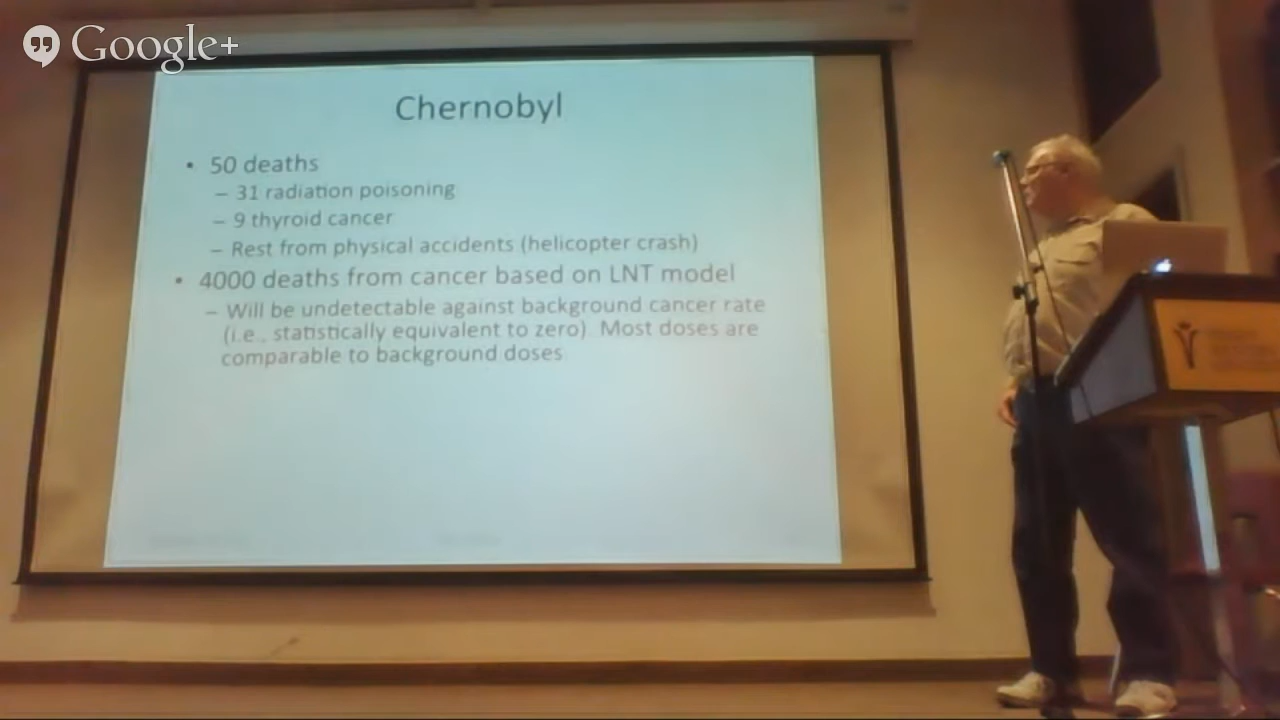 Google+
Chernobyl
• 50 deaths
– 31 radiation poisoning
– 9 thyroid cancer
– Rest from physical accidents (helicopter crash)
• 4000 deaths from cancer based on LNT model
– Will be undetectable against background cancer rate
(i.e., statistically equivalent to zero). Most doses are
comparable to background doses